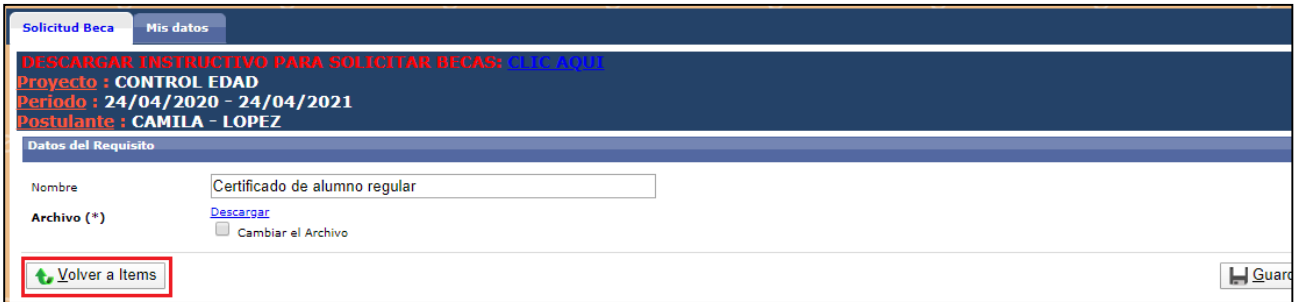 Solicitud Beca Mis datos
DESCARGAR INSTRUCTIVO PARA SOLICITAR BECAS: CLIC AQUI
Proyecto : CONTROL EDAD
Periodo : 24/04/2020 - 24/04/2021
Postulante : CAMILA - LOPEZ
Datos del Requisito
Nombre Certificado de alumno regular
Archivo (*) Descargar
Cambiar el Archivo
Volver a Items Guard